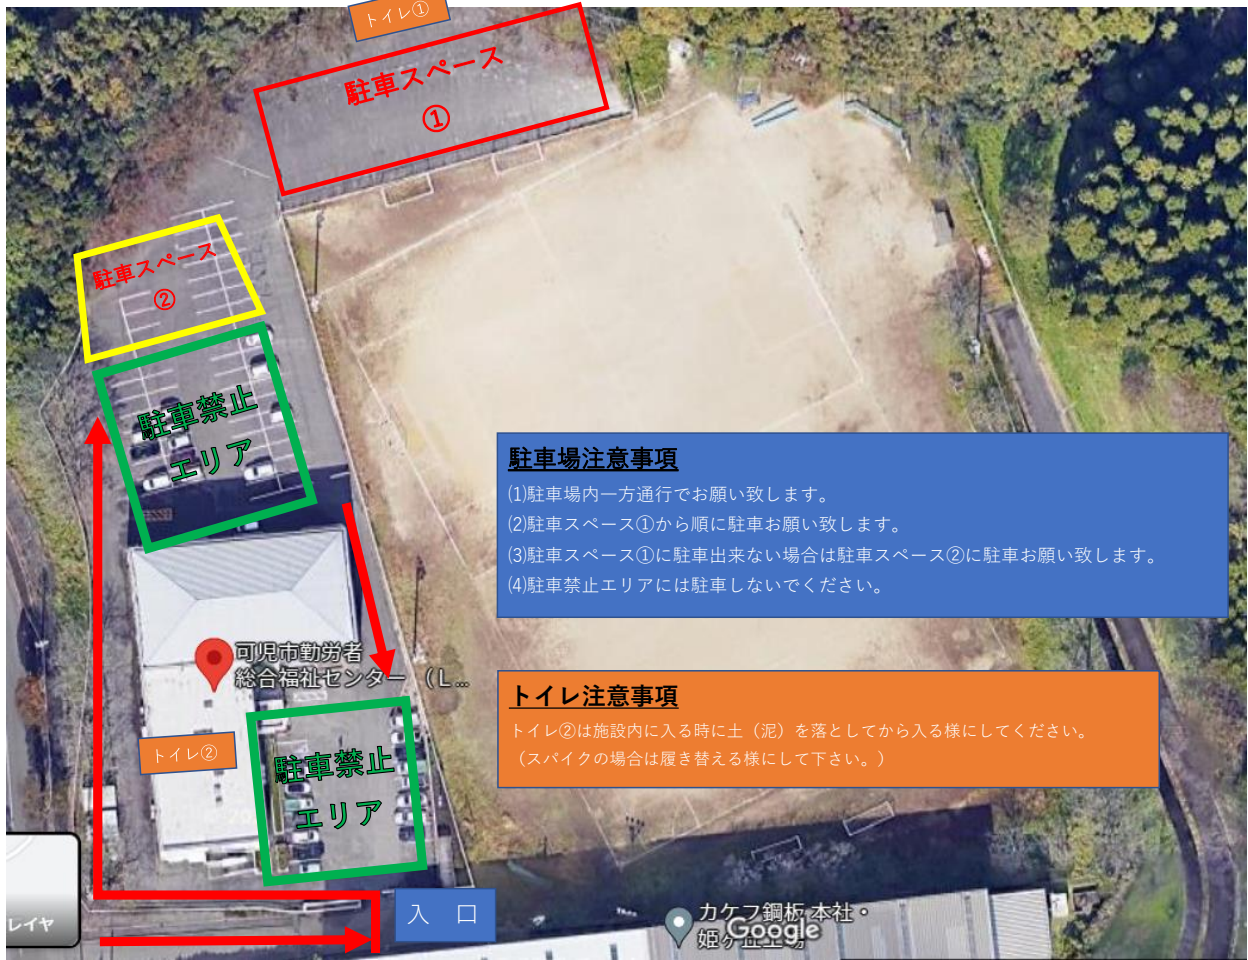 トイレ①
駐車スペース
①
駐車スペース
②
駐車禁止
エリア
駐車場注意事項
⑴駐車場内一方通行でお願い致します。
⑵駐車スペース①から順に駐車お願い致します。
⑶駐車スペース①に駐車出来ない場合は駐車スペース②に駐車お願い致します。
⑷駐車禁止エリアには駐車しないでください。
可児市勤労者
総合福祉センター（L...
トイレ注意事項
トイレ②は施設内に入る時に土（泥）を落としてから入る様にしてください。
（スパイクの場合は履き替える様にして下さい。）
トイレ②
駐車禁止
エリア
入 口
レイヤ
カケフ鋼板 本社・
姫ケ丘工場
Google